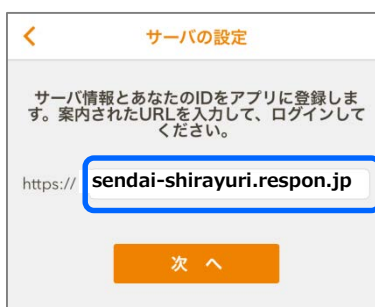 サーバの設定
サーバ情報とあなたのIDをアプリに登録しま
す。案内されたURLを入力して、ログインして
ください。
https:// sendai-shirayuri.respon.jp
次 へ